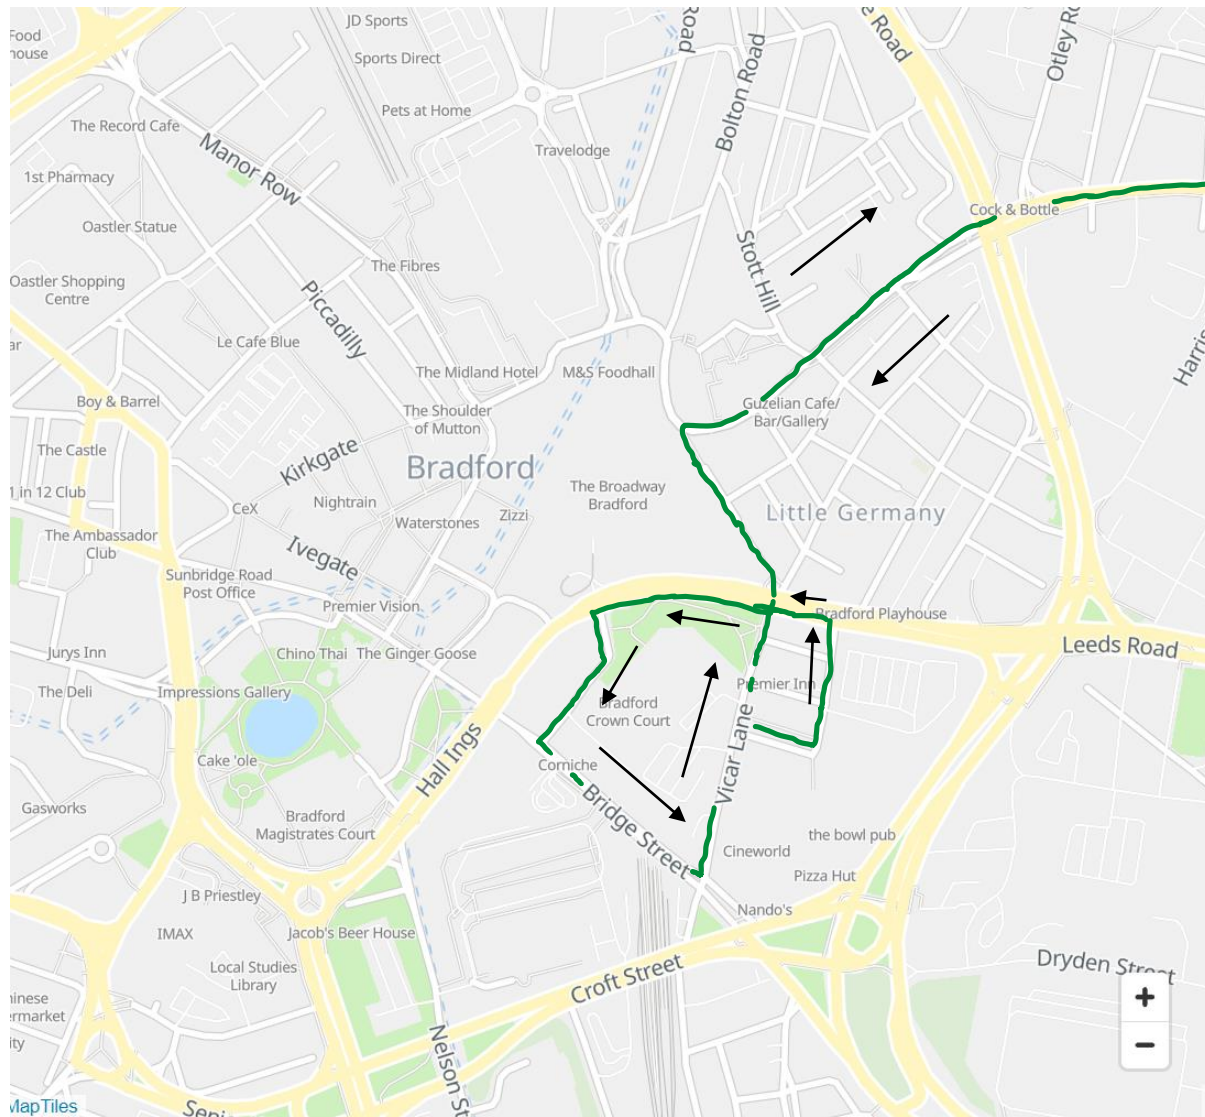 Food
house
JD Sports
Sports Direct
Pets at Home
Road
Bolton Road
e Road
Otley Ro
The Record Cafe
Manor Row
Travelodge
1st Pharmacy
Oastler Statue
Cock & Bottle
Stott Hill
The Fibres
Oastler Shopping
Centre
Piccadilly
Harris
ar
Le Cafe Blue
The Midland Hotel
M&S Foodhall
Boy & Barrel
The Shoulder
of Mutton
Guzelian Cafe/
Bar/Gallery
The Castle
Kirkgate
Bradford
1 in 12 Club
Nightrain
The Broadway
Bradford
CeX
Waterstones
Zizzi
Little Germany
The Ambassador
Club
Ivegate
Sunbridge Road
Post Office
Premier Vision
Bradford Playhouse
Jurys Inn
Chino Thai
The Ginger Goose
Leeds Road
The Deli
Impressions Gallery
Premier Inn
Bradford
Crown Court
Vicar Lane
Cake 'ole
Hall Ings
Corniche
Gasworks
Bradford
Magistrates Court
Bridge Street
the bowl pub
Cineworld
Pizza Hut
J B Priestley
Nando's
IMAX
Jacob's Beer House
Local Studies
Library
Croft Street
Dryden Street
hinese
ermarket
ity
+
Nelson St
−
MapTiles